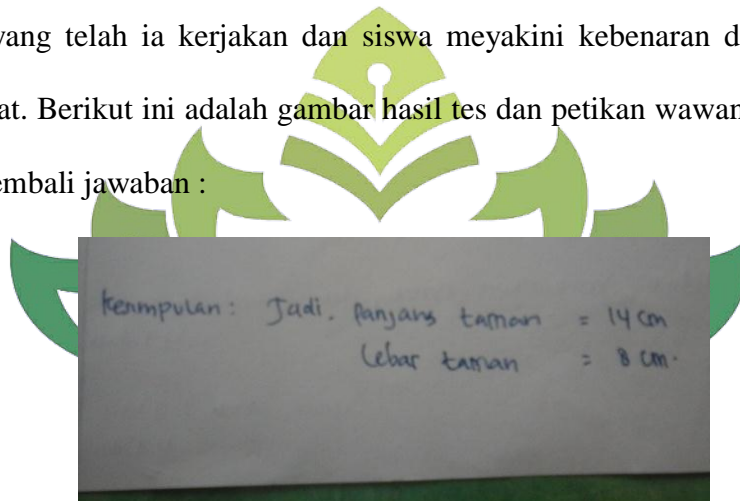 yang telah ia kerjakan dan siswa meyakini kebenaran d
at. Berikut ini adalah gambar hasil tes dan petikan wawan
embali jawaban :
kesimpulan : Jadi, panjang taman = 14 cm
lebar taman = 8 cm.